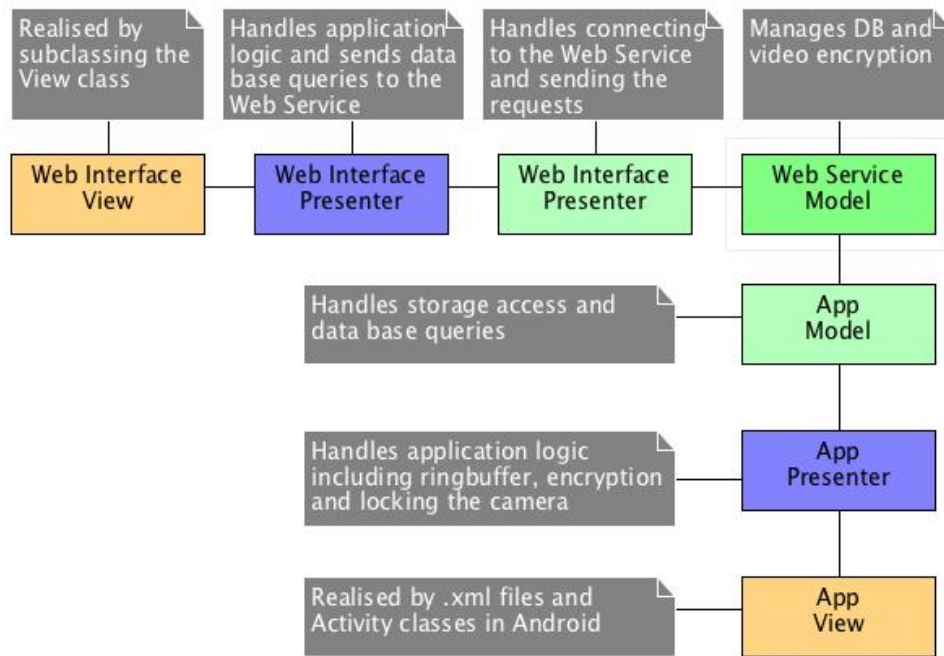 Realised by
subclassing the
View class
Handles application
logic and sends data
base queries to the
Web Service
Handles connecting
to the Web Service
and sending the
requests
Manages DB and
video encryption
Web Interface
View
Web Interface
Presenter
Web Interface
Presenter
Web Service
Model
Handles storage access and
data base queries
App
Model
Handles application logic
including ringbuffer, encryption
and locking the camera
App
Presenter
Realised by .xml files and
Activity classes in Android
App
View